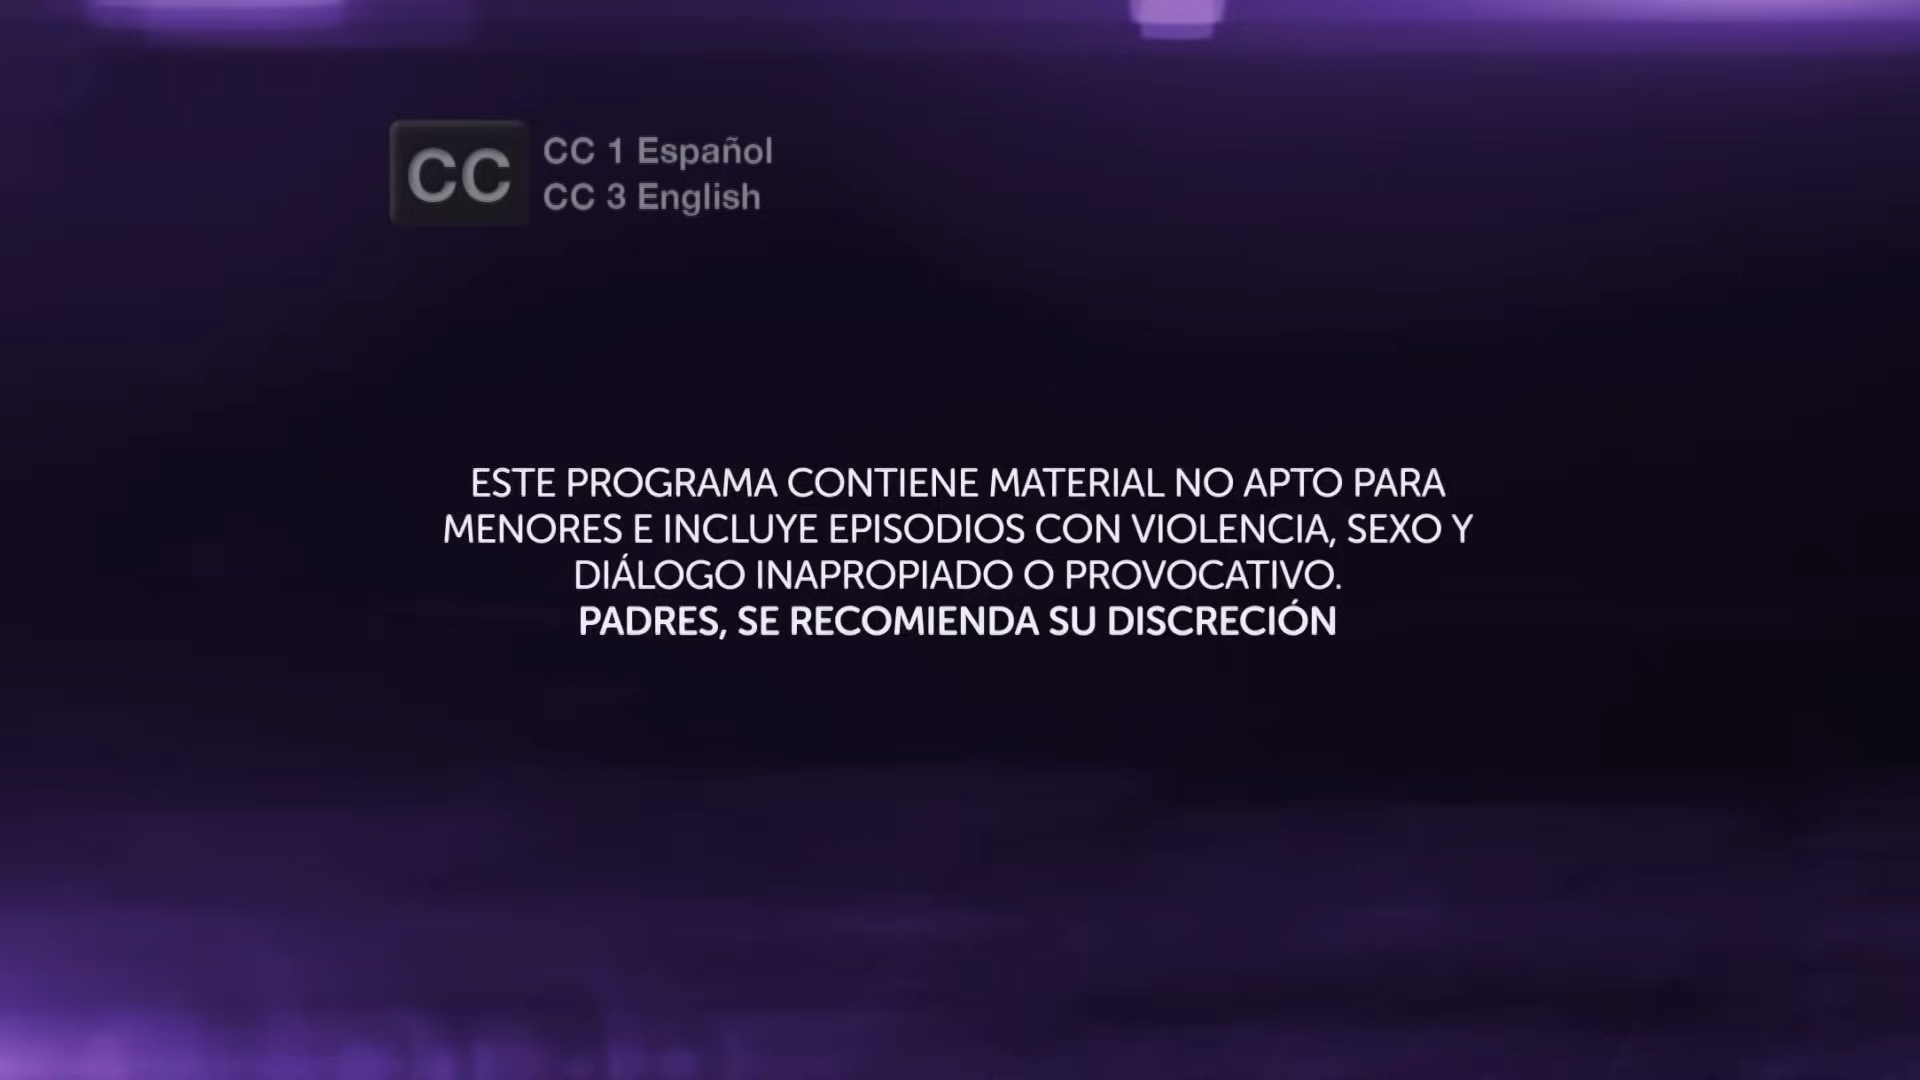 CC CC 1 Español
CC 3 English
ESTE PROGRAMA CONTIENE MATERIAL NO APTO PARA
MENORES E INCLUYE EPISODIOS CON VIOLENCIA, SEXO Y
DIÁLOGO INAPROPIADO O PROVOCATIVO.
PADRES, SE RECOMIENDA SU DISCRECIÓN